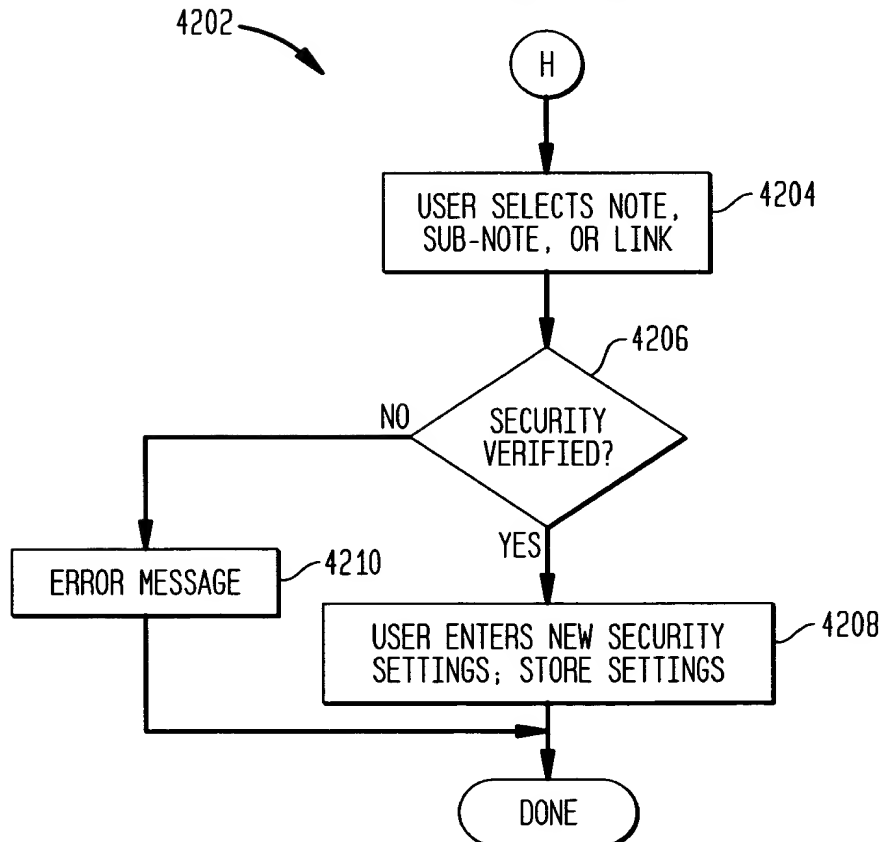 4202
H
USER SELECTS NOTE,
SUB-NOTE, OR LINK
4204
4206
SECURITY
VERIFIED?
NO
YES
ERROR MESSAGE
4210
USER ENTERS NEW SECURITY
SETTINGS; STORE SETTINGS
4208
DONE